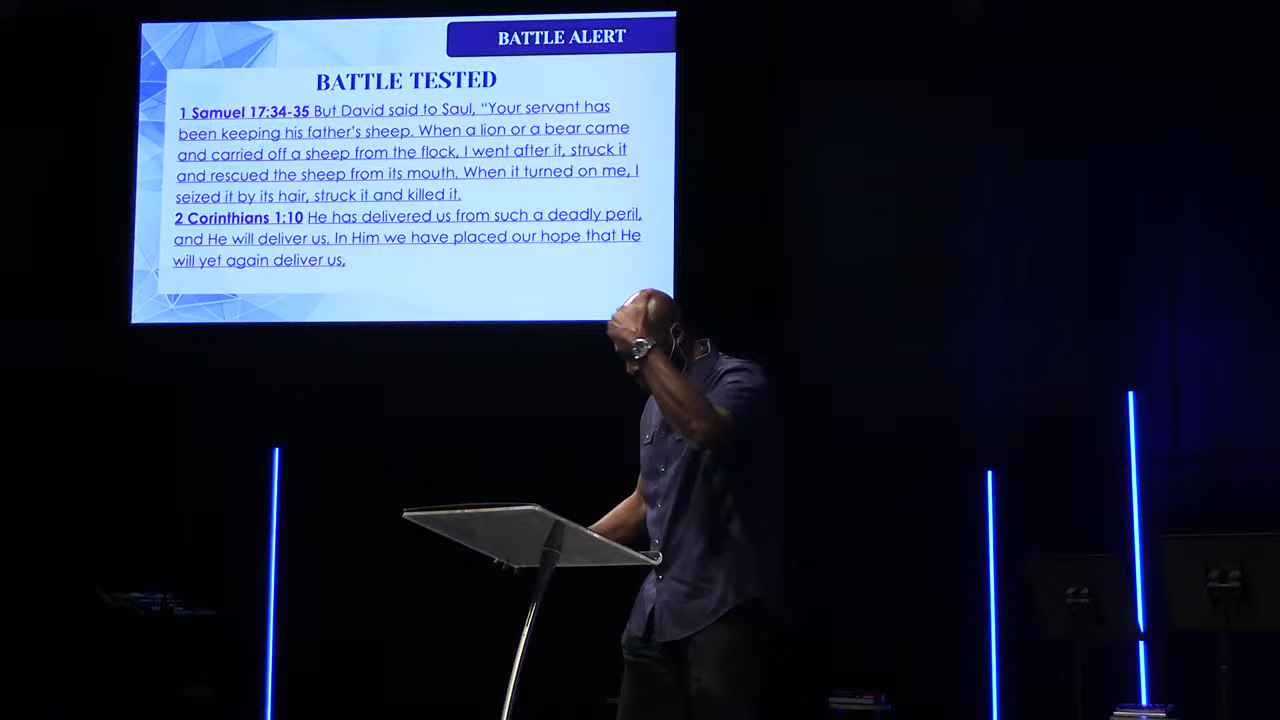 BATTLE ALERT
BATTLE TESTED
1 Samuel 17:34-35 But David said to Saul, “Your servant has
been keeping his father’s sheep. When a lion or a bear came
and carried off a sheep from the flock, I went after it, struck it
and rescued the sheep from its mouth. When it turned on me, I
seized it by its hair, struck it and killed it.
2 Corinthians 1:10 He has delivered us from such a deadly peril,
and He will deliver us. In Him we have placed our hope that He
will yet again deliver us,